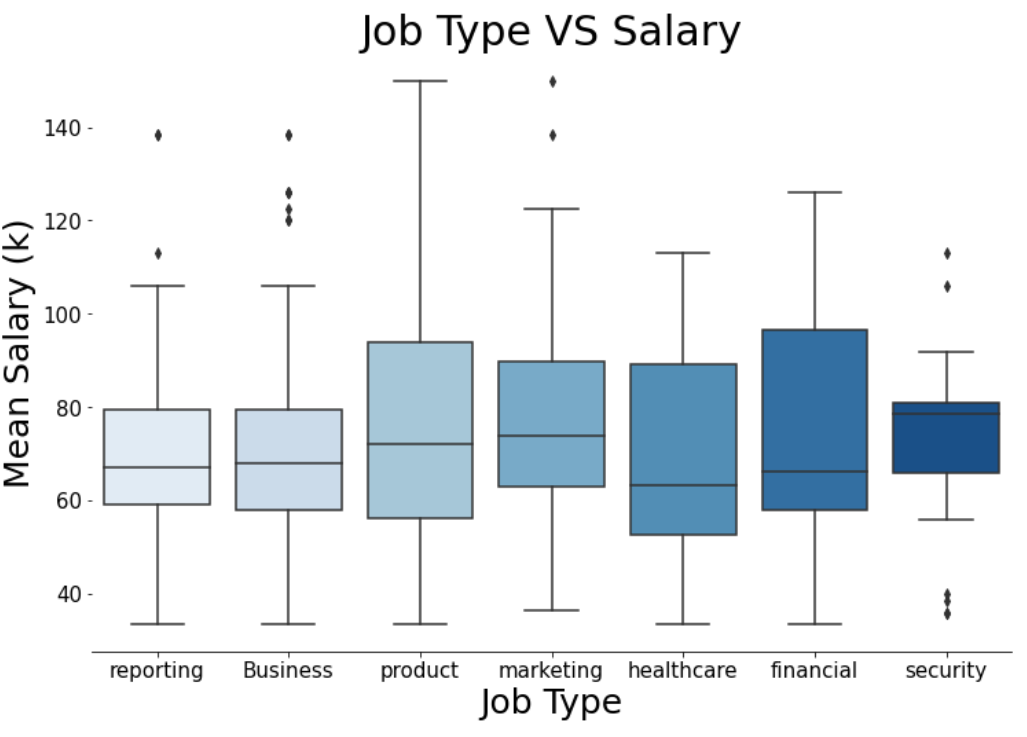 Job Type VS Salary
Mean Salary (k)
140
120
100
80
60
40
reporting Business product marketing healthcare financial security
Job Type